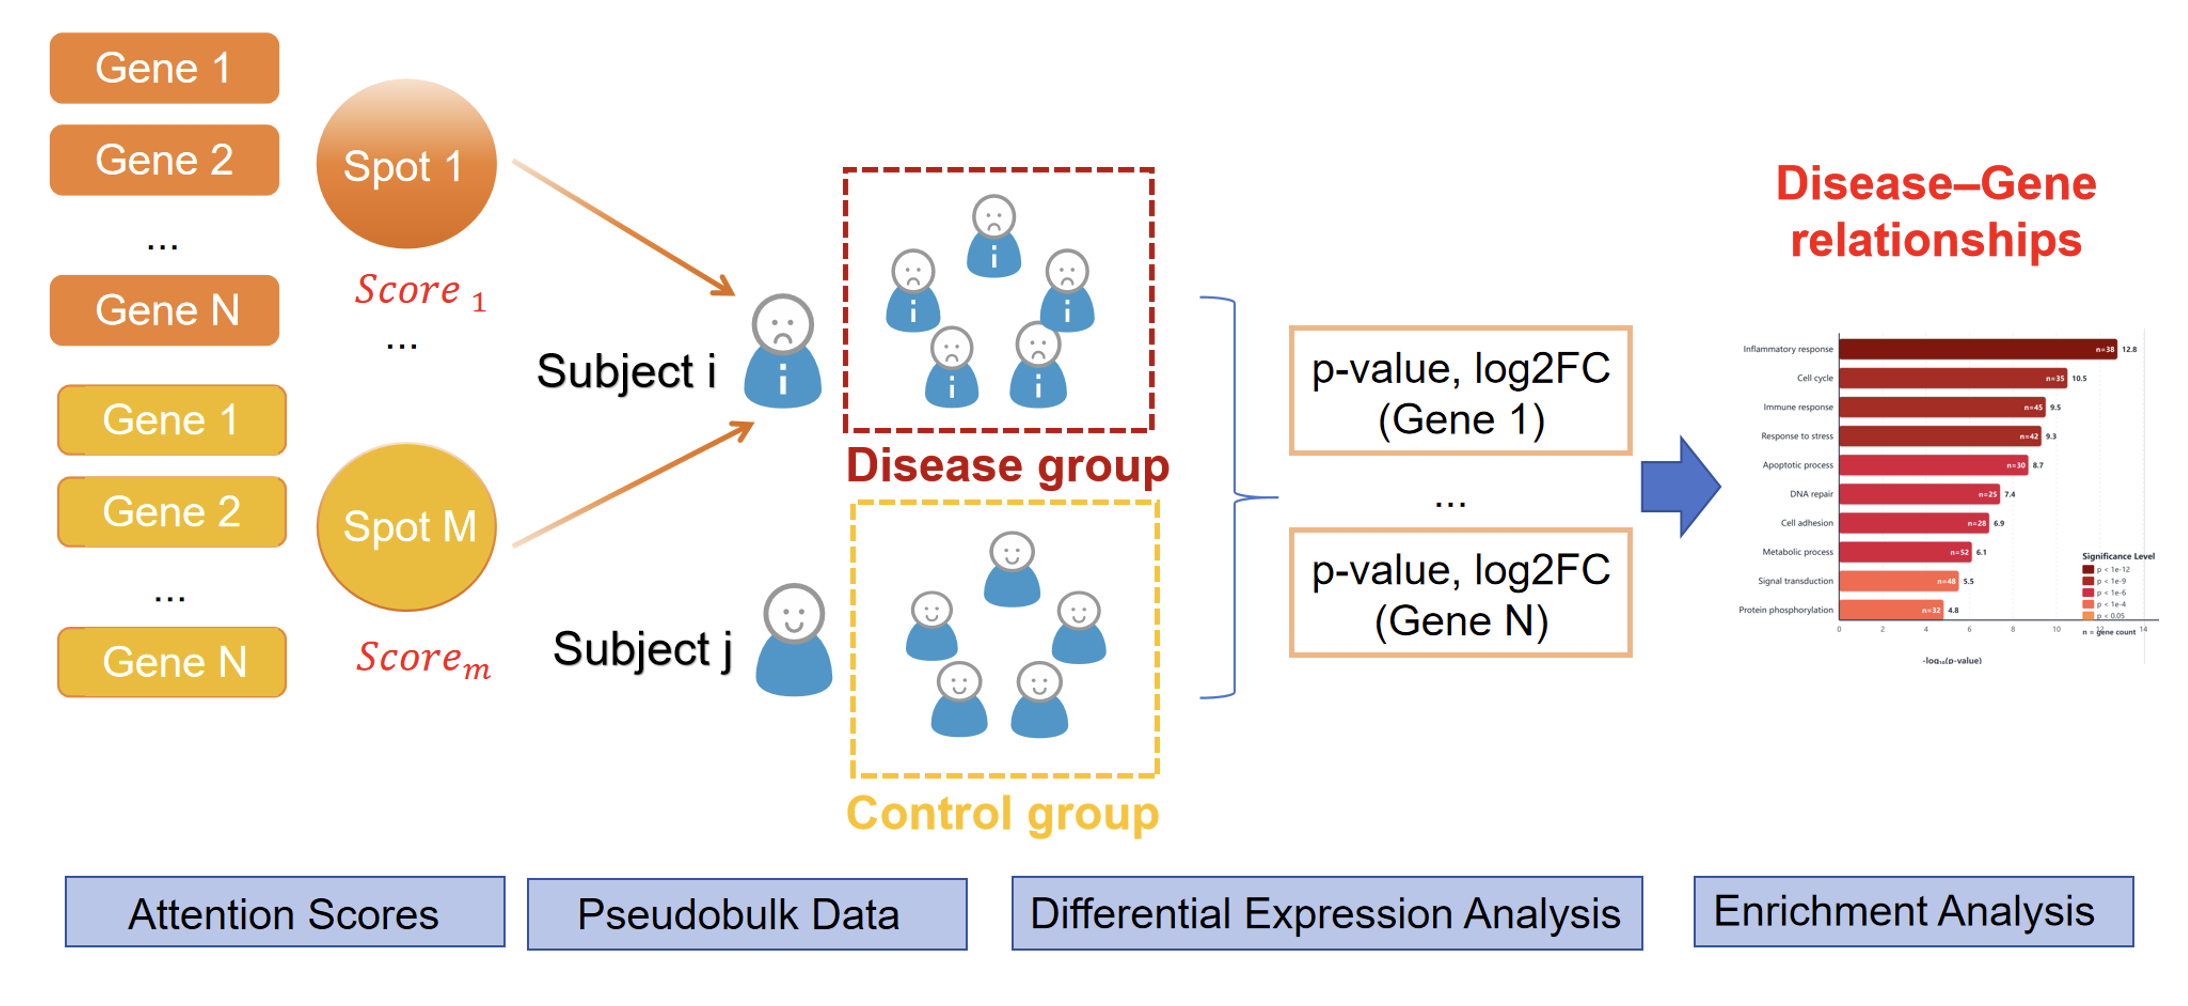 Gene 1
Gene 2
...
Gene N
Spot 1
Score 1
...
Gene 1
Gene 2
...
Gene N
Spot M
Score m
Subject i
i
Subject j
i
i
i
i
i
Disease group
Control group
p-value, log2FC
(Gene 1)
...
p-value, log2FC
(Gene N)
Disease–Gene
relationships
Inflammatory response n=38 12.8
Cell cycle n=35 10.5
Immune response n=45 9.5
Response to stress n=42 9.3
Apoptotic process n=30 8.7
DNA repair n=25 7.4
Cell adhesion n=28 6.9
Metabolic process n=52 6.1
Signal transduction n=48 5.5
Protein phosphorylation n=32 4.8
Significance Level
p < 1e-12
p < 1e-9
p < 1e-6
p < 1e-4
p < 0.05
n = gene count
0 2 4 6 8 10 12 14
-log₁₀(p-value)
Attention Scores
Pseudobulk Data
Differential Expression Analysis
Enrichment Analysis